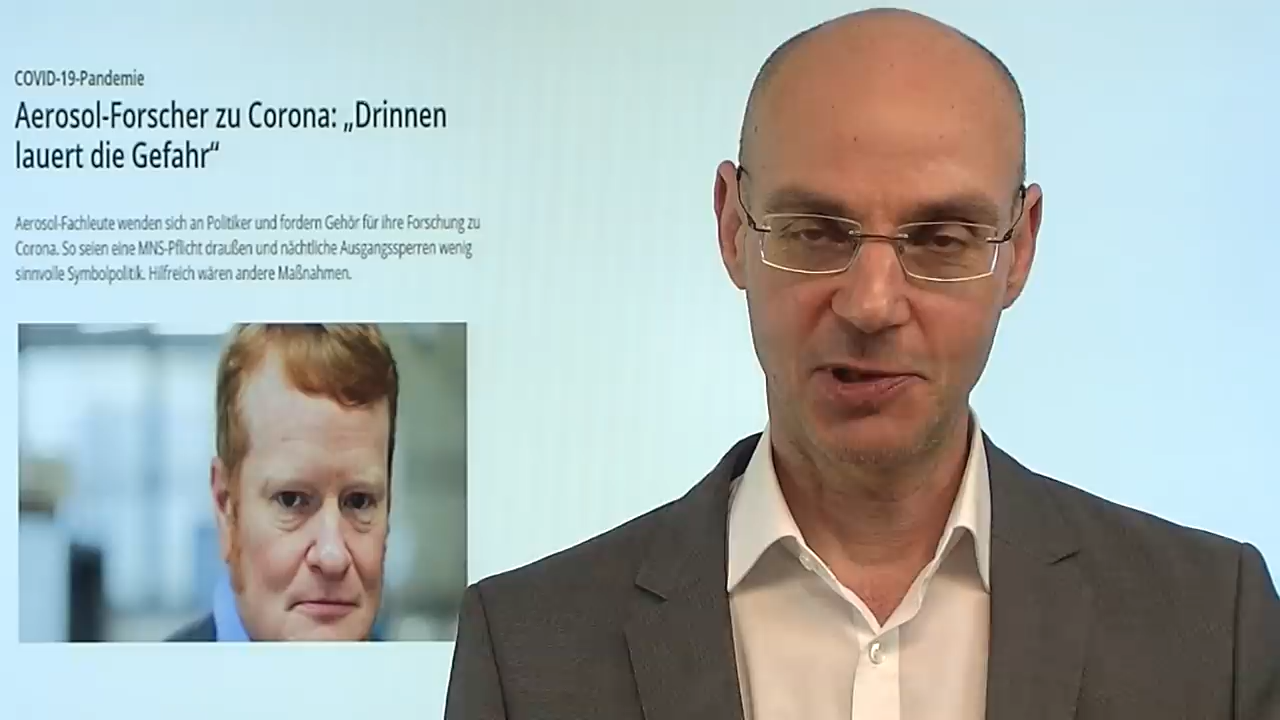 COVID-19-Pandemie
Aerosol-Forscher zu Corona: „Drinnen
lauert die Gefahr“
Aerosol-Fachleute wenden sich an Politiker und fordern Gehör für ihre Forschung zu
Corona. So seien eine MNS-Pflicht draußen und nächtliche Ausgangssperren wenig
sinnvolle Symbolpolitik. Hilfreich wären andere Maßnahmen.